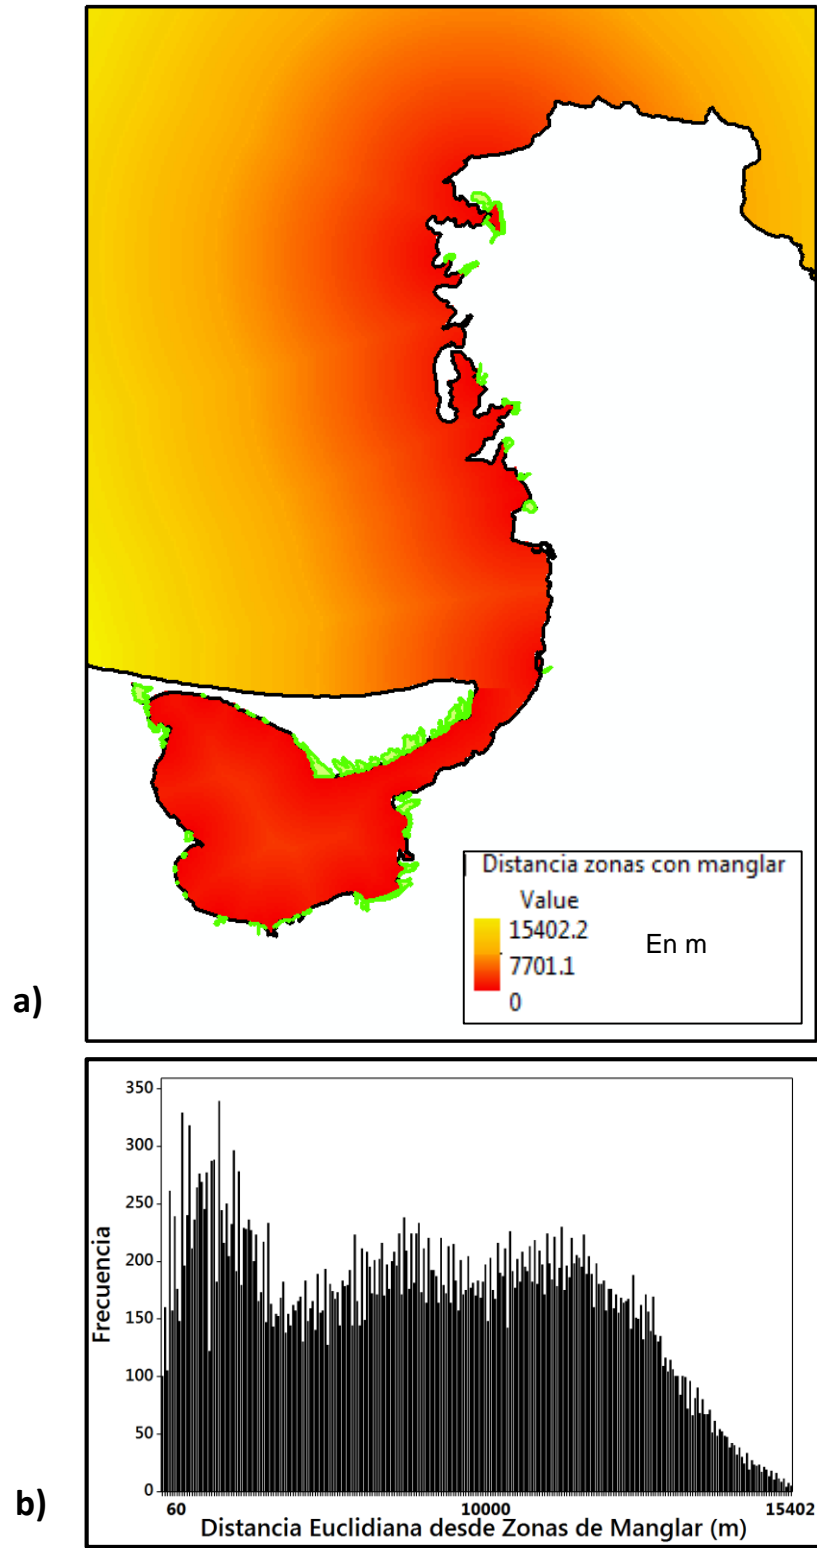 Distancia zonas con manglar
Value
15402.2
7701.1
0
En m
a)
350
300
250
200
150
100
50
0
Frecuencia
60
10000
15402
Distancia Euclidiana desde Zonas de Manglar (m)
b)